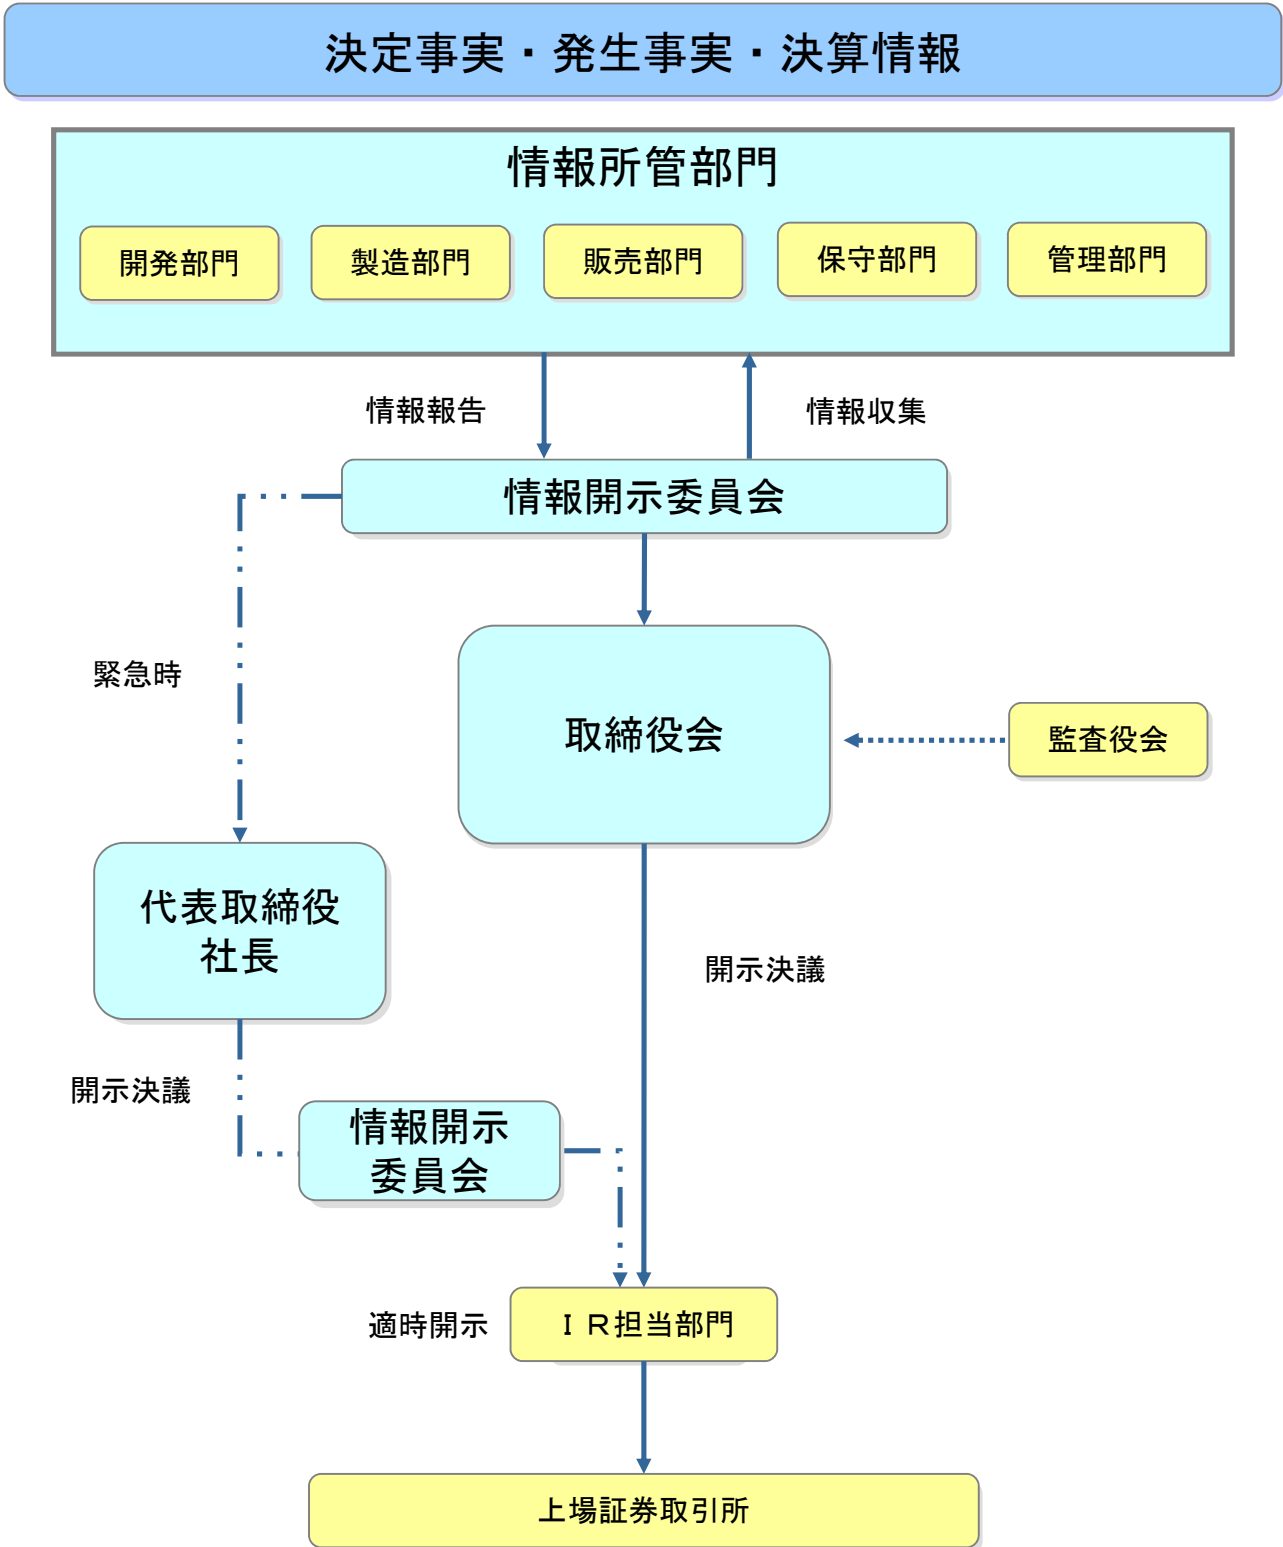 決定事実・発生事実・決算情報
情報所管部門
開発部門
製造部門
販売部門
保守部門
管理部門
情報報告
情報収集
情報開示委員会
緊急時
取締役会
監査役会
代表取締役
社長
開示決議
開示決議
情報開示
委員会
適時開示
ＩＲ担当部門
上場証券取引所